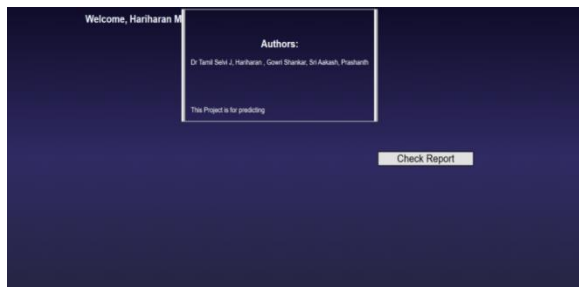 Welcome, Hariharan M
Authors:
Dr Tamil Selvi J, Hariharan , Gowri Shankar, Sri Aakash, Prashanth
This Project is for predicting
Check Report